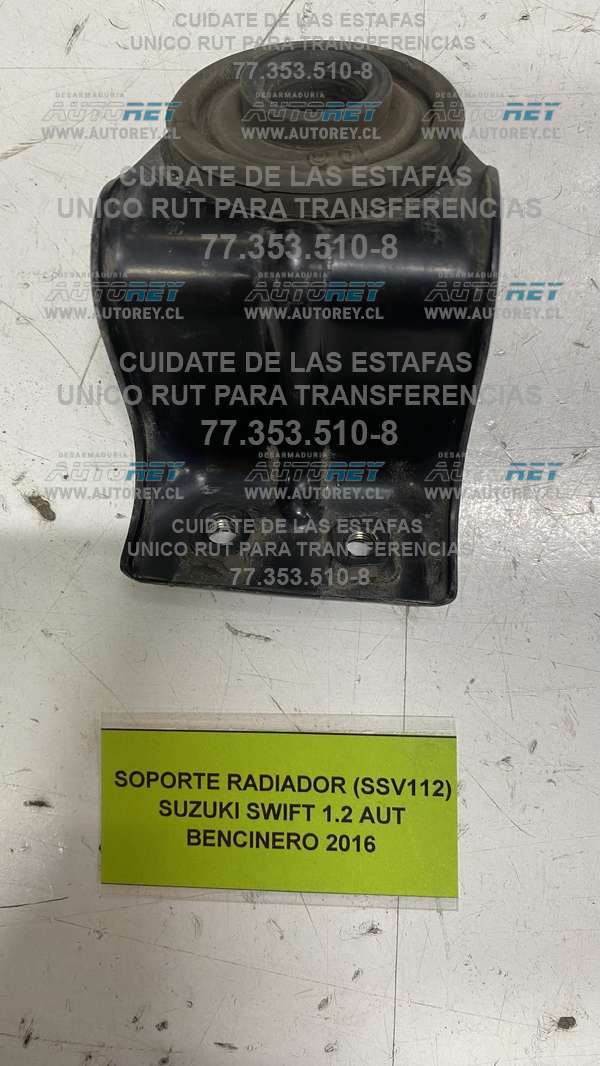 CUIDATE DE LAS ESTAFAS
UNICO RUT PARA TRANSFERENCIAS
77.353.510-8
DESARMADURIA DESARMADURIA DESARMADURIA
AUTOREY AUTOREY AUTOREY
WWW.AUTOREY.CL WWW.AUTOREY.CL WWW.AUTOREY.CL
CUIDATE DE LAS ESTAFAS
UNICO RUT PARA TRANSFERENCIAS
77.353.510-8
DESARMADURIA DESARMADURIA DESARMADURIA
AUTOREY AUTOREY AUTOREY
WWW.AUTOREY.CL WWW.AUTOREY.CL WWW.AUTOREY.CL
CUIDATE DE LAS ESTAFAS
UNICO RUT PARA TRANSFERENCIAS
77.353.510-8
DESARMADURIA DESARMADURIA DESARMADURIA
AUTOREY AUTOREY AUTOREY
WWW.AUTOREY.CL WWW.AUTOREY.CL WWW.AUTOREY.CL
CUIDATE DE LAS ESTAFAS
UNICO RUT PARA TRANSFERENCIAS
77.353.510-8
SOPORTE RADIADOR (SSV112)
SUZUKI SWIFT 1.2 AUT
BENCINERO 2016